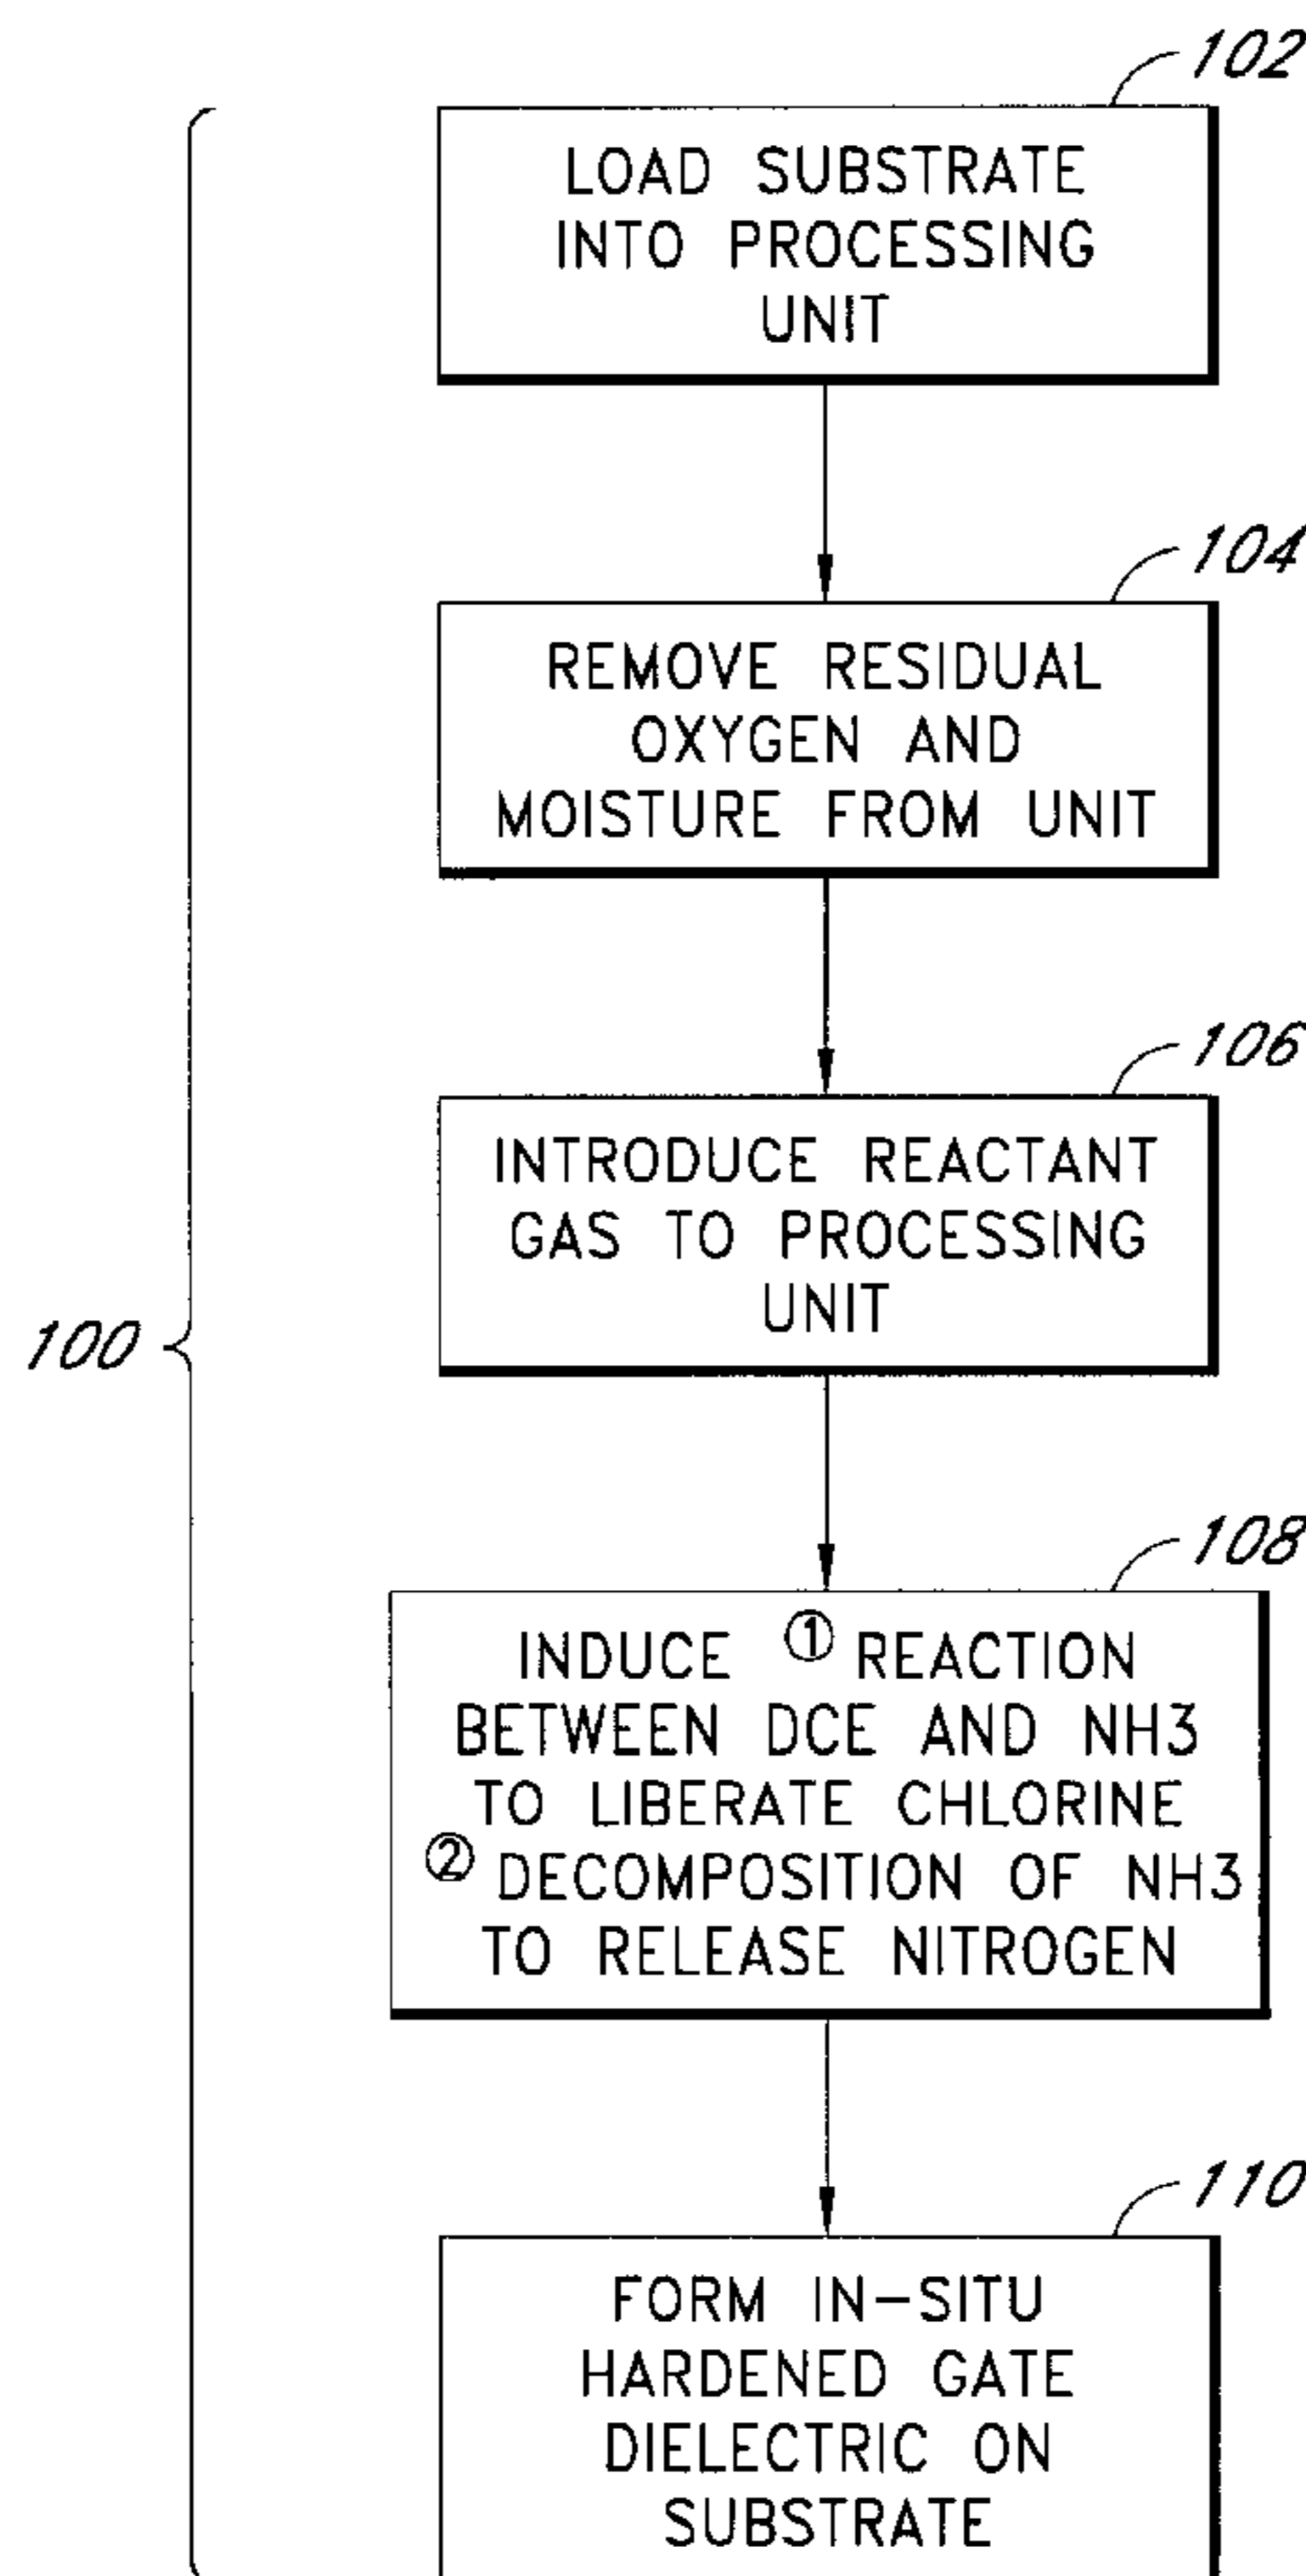 102
LOAD SUBSTRATE
INTO PROCESSING
UNIT
104
REMOVE RESIDUAL
OXYGEN AND
MOISTURE FROM UNIT
106
INTRODUCE REACTANT
GAS TO PROCESSING
UNIT
100
108
INDUCE ① REACTION
BETWEEN DCE AND NH3
TO LIBERATE CHLORINE
② DECOMPOSITION OF NH3
TO RELEASE NITROGEN
110
FORM IN-SITU
HARDENED GATE
DIELECTRIC ON
SUBSTRATE